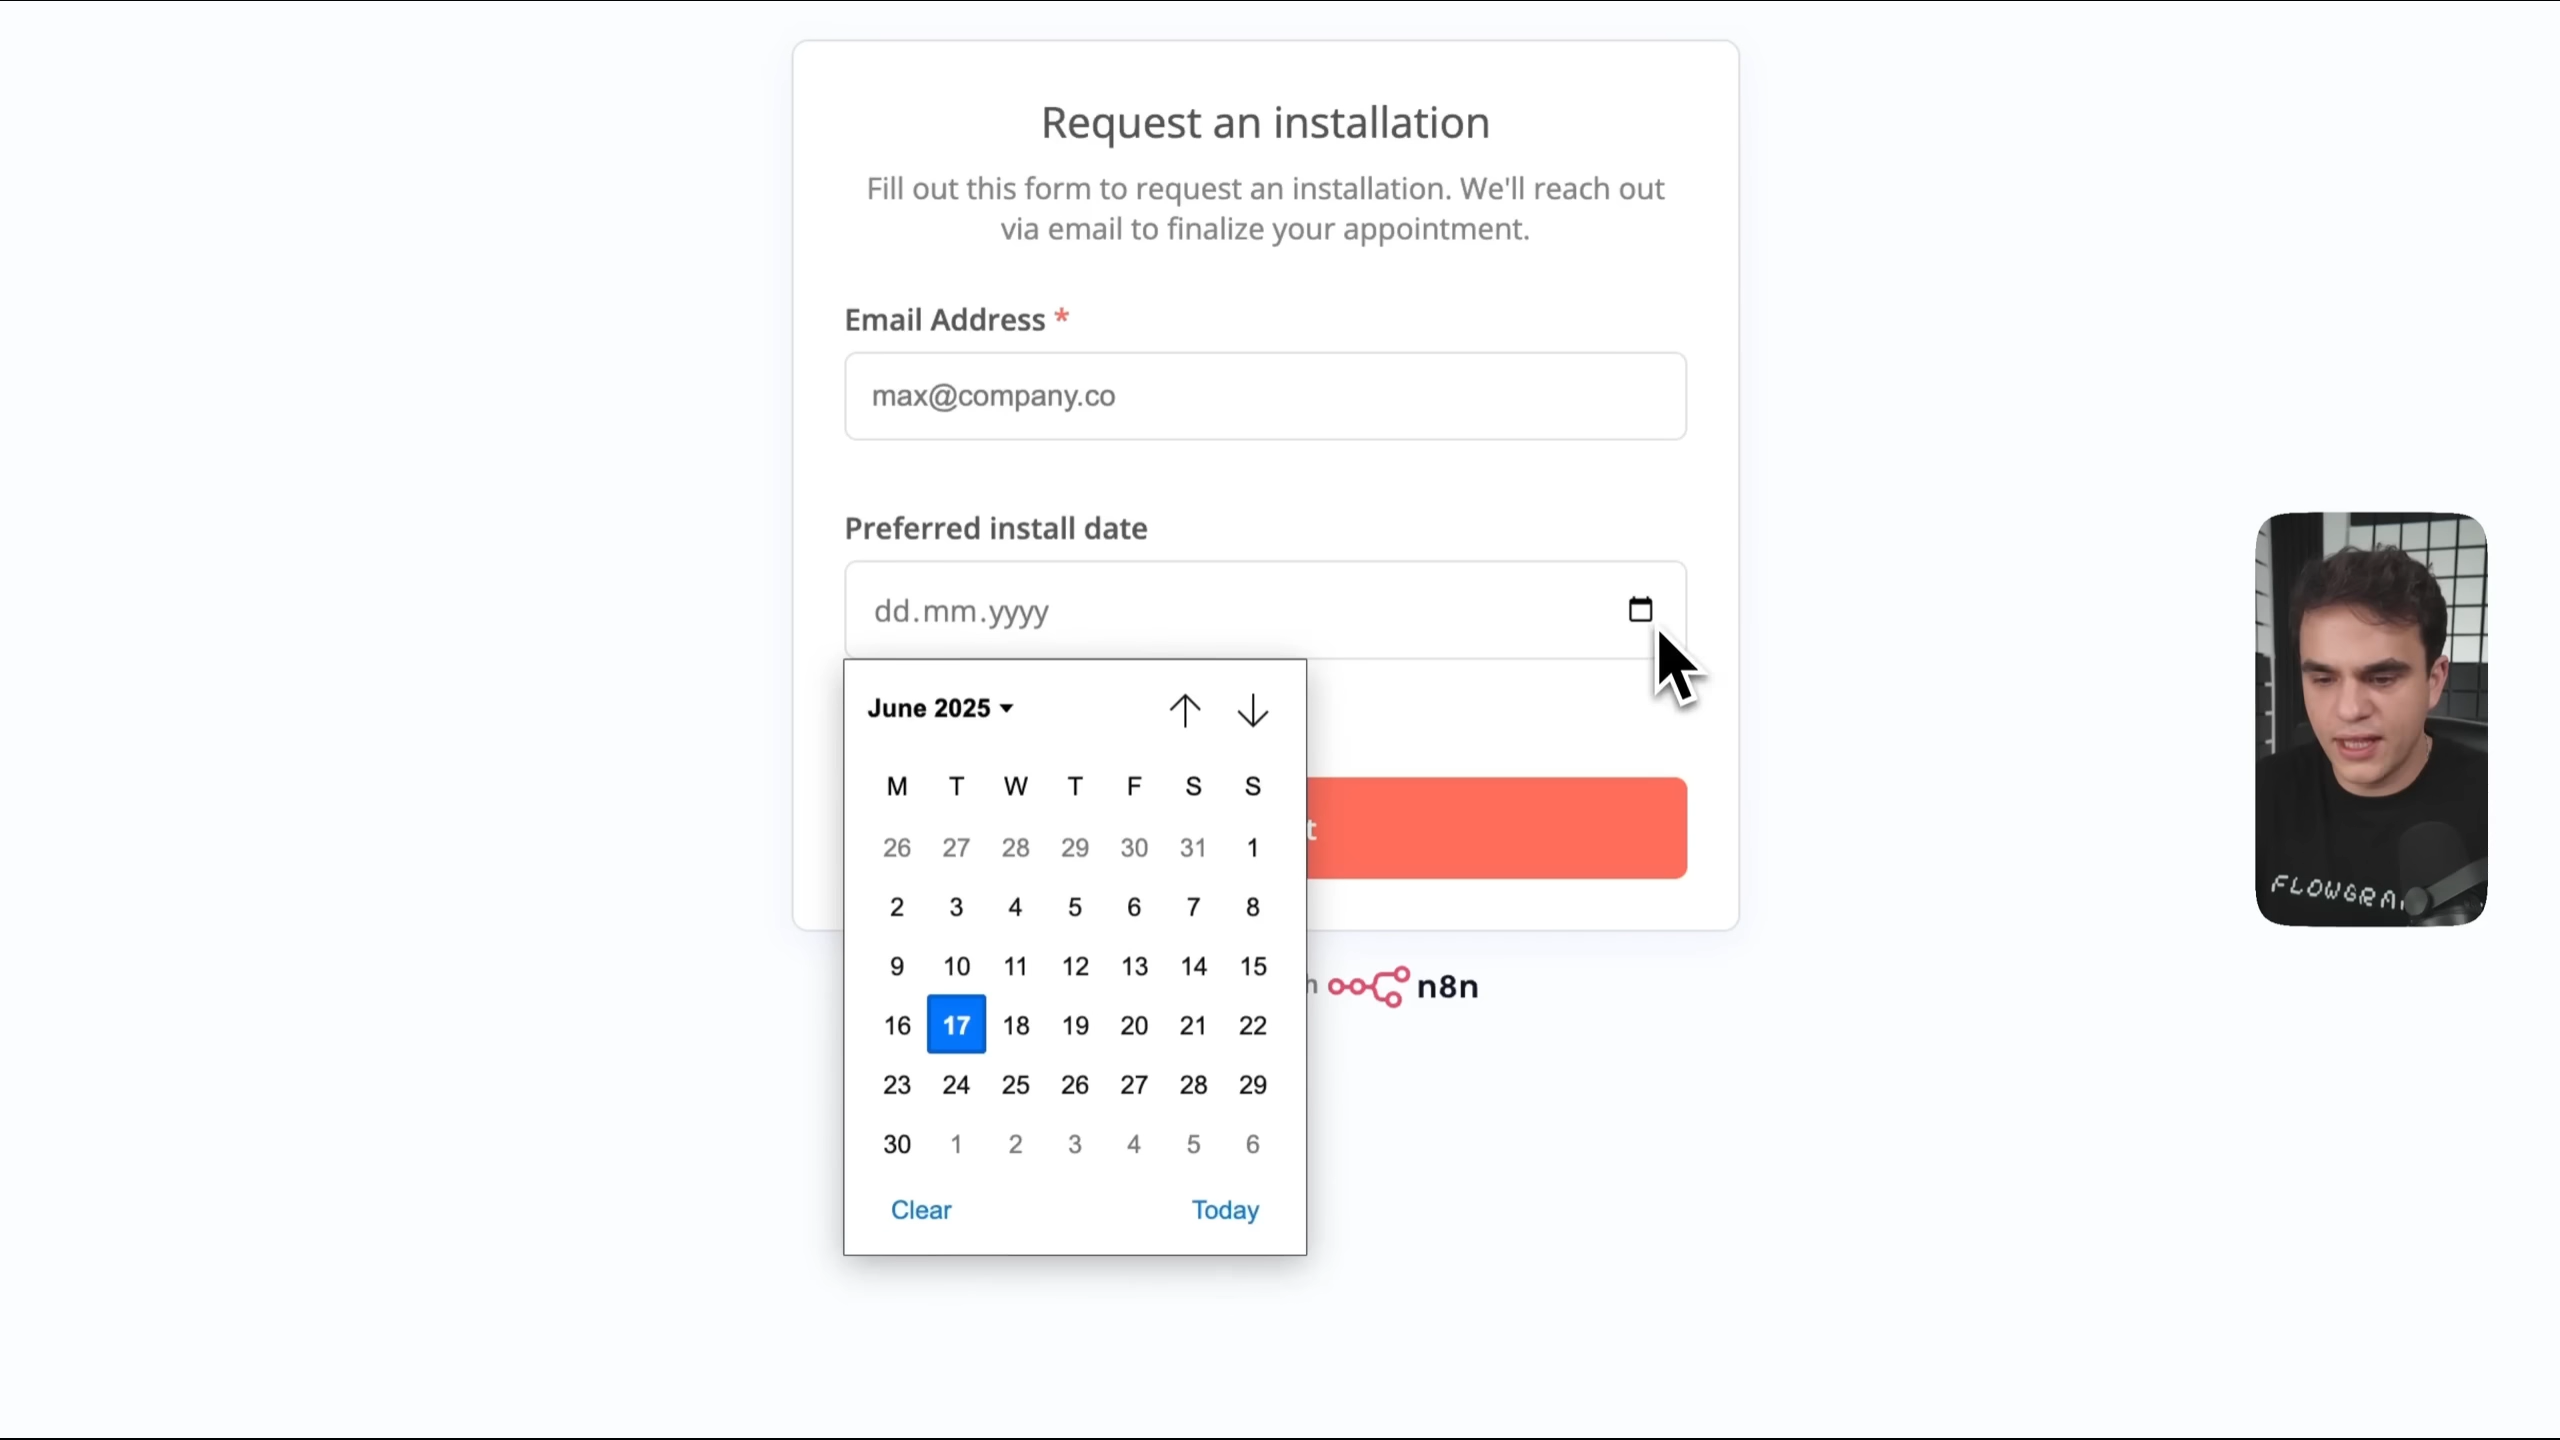 Request an installation
Fill out this form to request an installation. We'll reach out
via email to finalize your appointment.
Email Address *
max@company.co
Preferred install date
dd.mm.yyyy
June 2025
M T W T F S S
26 27 28 29 30 31 1
2 3 4 5 6 7 8
9 10 11 12 13 14 15
16 17 18 19 20 21 22
23 24 25 26 27 28 29
30 1 2 3 4 5 6
Clear Today
n8n